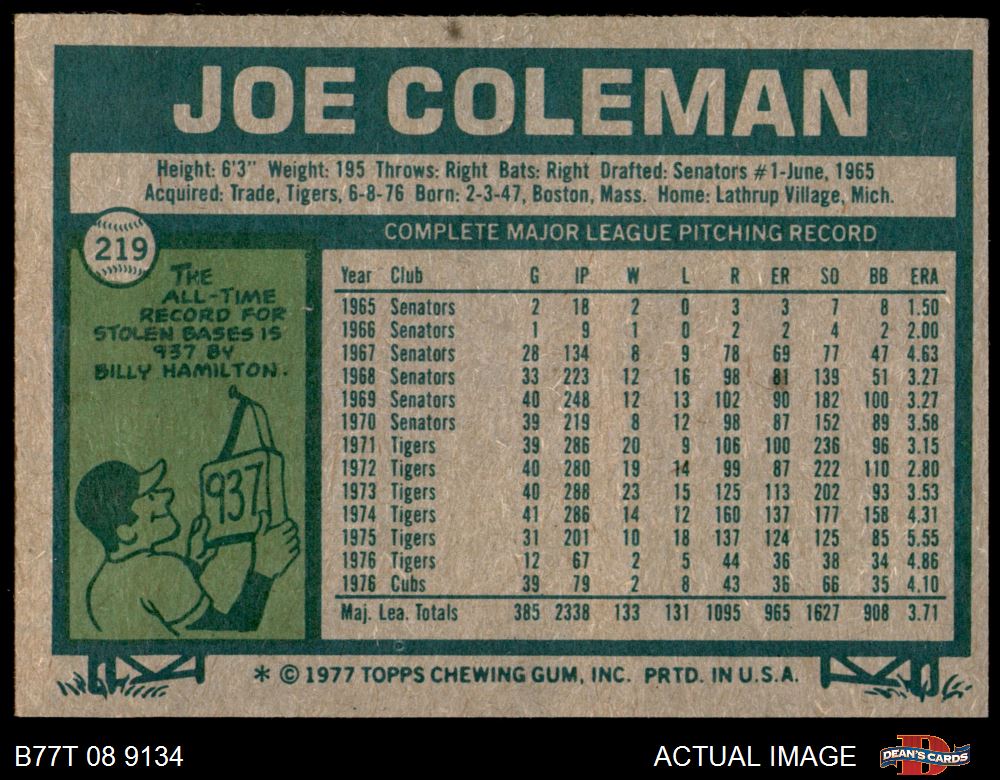 JOE COLEMAN
Height: 6'3" Weight: 195 Throws: Right Bats: Right Drafted: Senators #1-June, 1965
Acquired: Trade, Tigers, 6-8-76 Born: 2-3-47, Boston, Mass. Home: Lathrup Village, Mich.
219
THE
ALL-TIME
RECORD FOR
STOLEN BASES IS
937 BY
BILLY HAMILTON.
937
COMPLETE MAJOR LEAGUE PITCHING RECORD
Year Club G IP W L R ER SO BB ERA
1965 Senators 2 18 2 0 3 3 7 8 1.50
1966 Senators 1 9 1 0 2 2 4 2 2.00
1967 Senators 28 134 8 9 78 69 77 47 4.63
1968 Senators 33 223 12 16 98 81 139 51 3.27
1969 Senators 40 248 12 13 102 90 182 100 3.27
1970 Senators 39 219 8 12 98 87 152 89 3.58
1971 Tigers 39 286 20 9 106 100 236 96 3.15
1972 Tigers 40 280 19 14 99 87 222 110 2.80
1973 Tigers 40 288 23 15 125 113 202 93 3.53
1974 Tigers 41 286 14 12 160 137 177 158 4.31
1975 Tigers 31 201 10 18 137 124 125 85 5.55
1976 Tigers 12 67 2 5 44 36 38 34 4.86
1976 Cubs 39 79 2 8 43 36 66 35 4.10
Maj. Lea. Totals 385 2338 133 131 1095 965 1627 908 3.71
* © 1977 TOPPS CHEWING GUM, INC. PRTD. IN U.S.A.
B77T 08 9134
ACTUAL IMAGE
DEAN'S CARDS